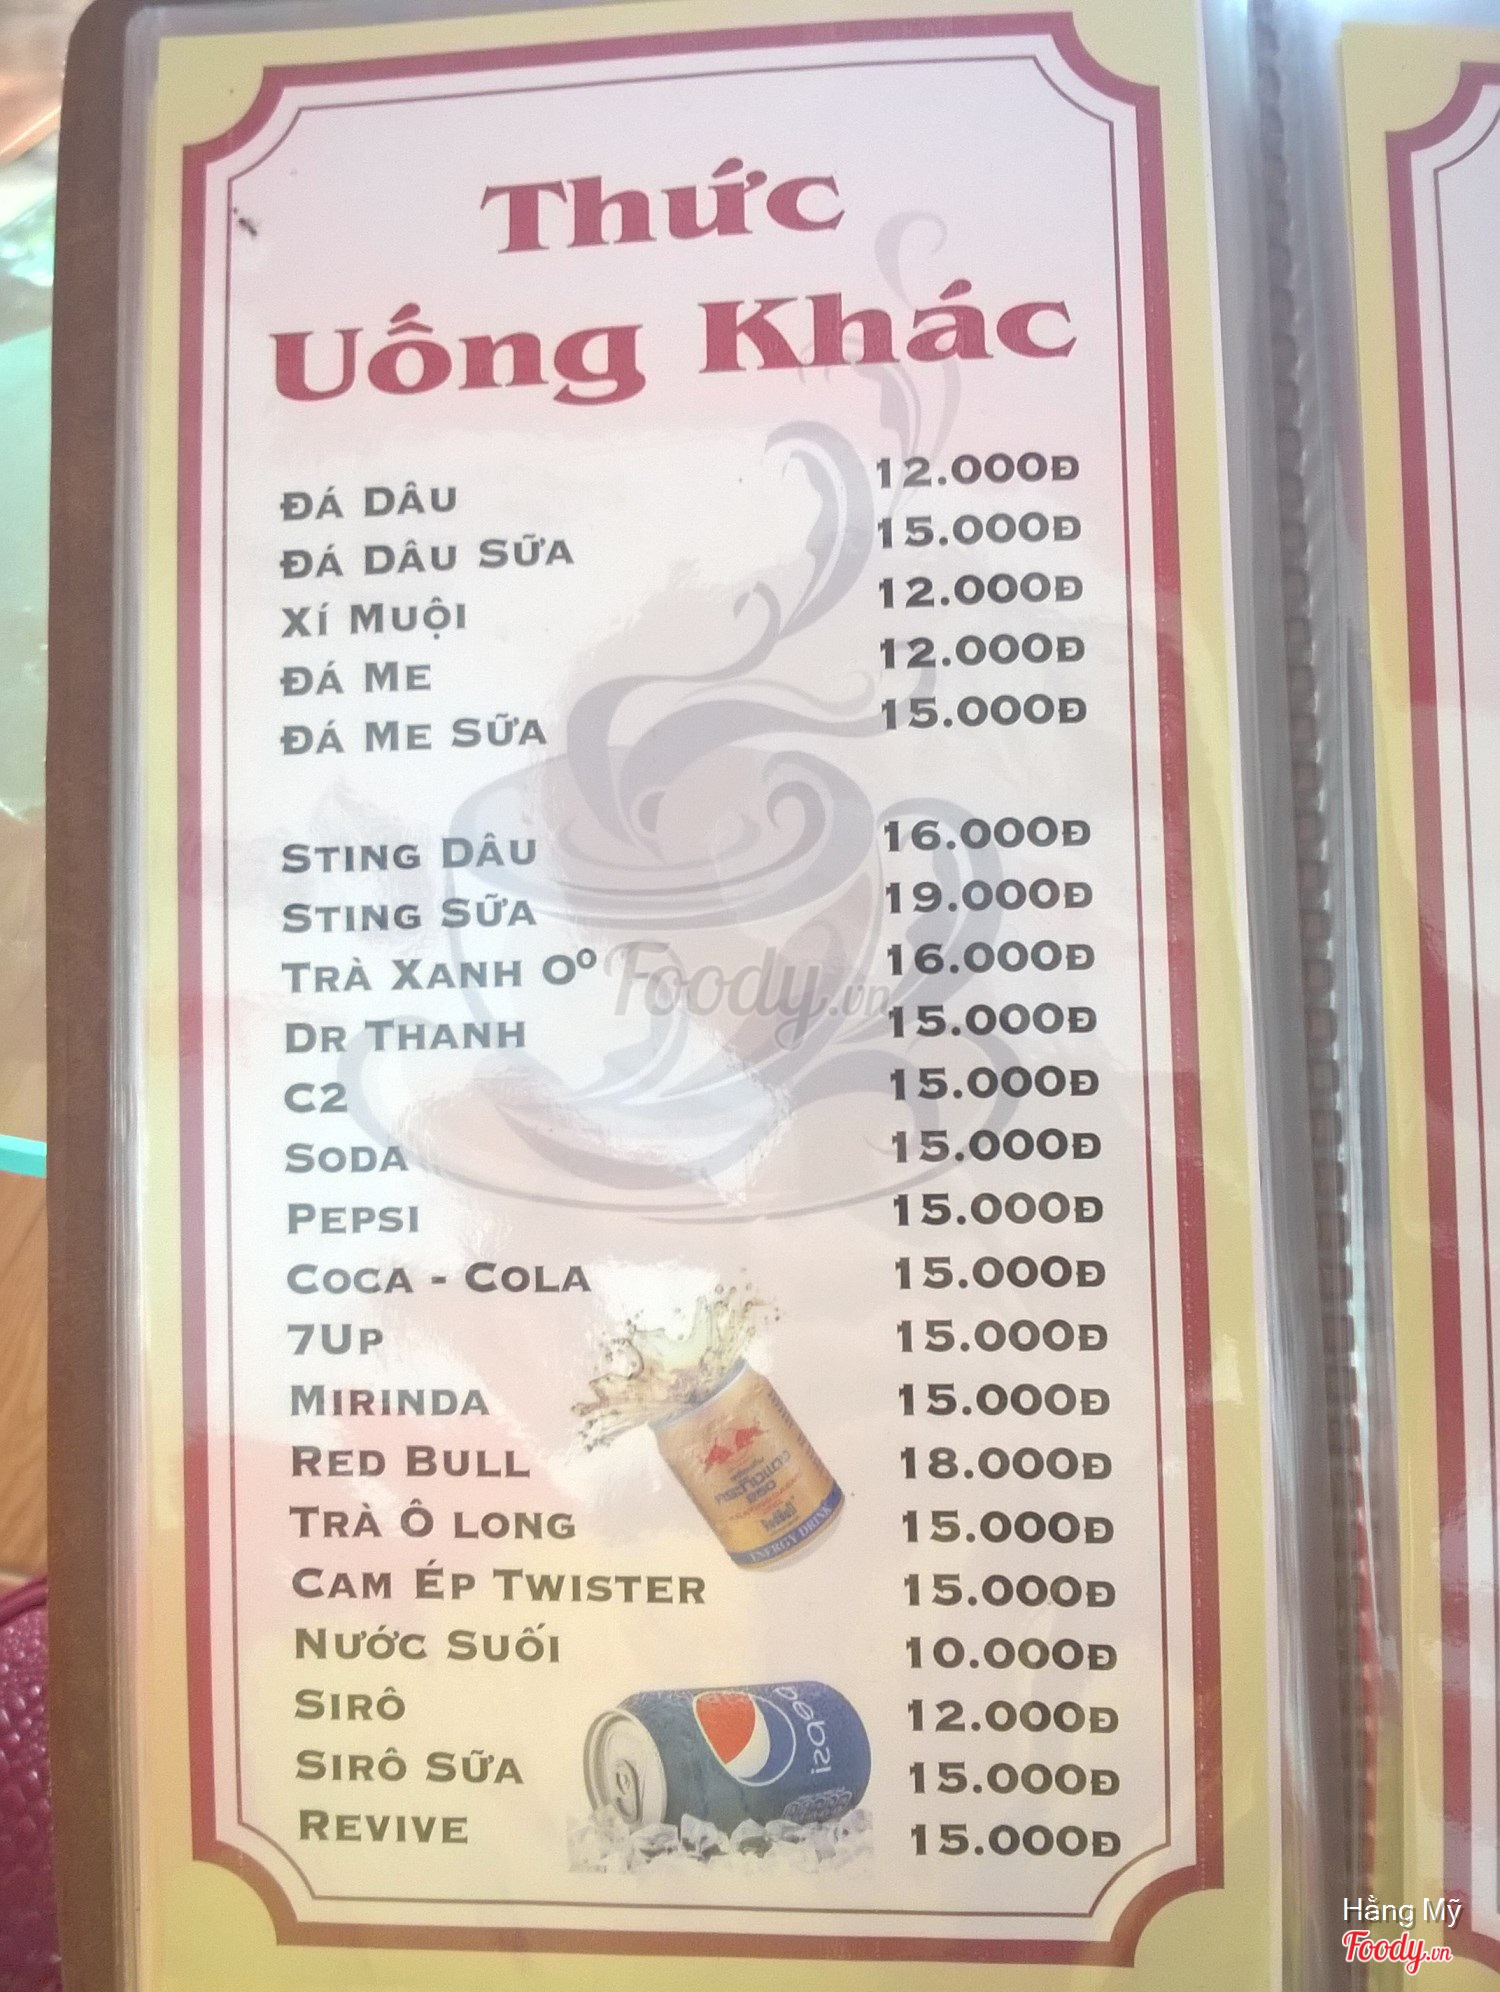 Thức
Uống Khác
Đá Dâu 12.000Đ
Đá Dâu Sữa 15.000Đ
Xí Muội 12.000Đ
Đá Me 12.000Đ
Đá Me Sữa 15.000Đ
Sting Dâu 16.000Đ
Sting Sữa 19.000Đ
Trà Xanh Oº 16.000Đ
Dr Thanh 15.000Đ
C2 15.000Đ
Soda 15.000Đ
Pepsi 15.000Đ
Coca - Cola 15.000Đ
7Up 15.000Đ
Mirinda 15.000Đ
Red Bull 18.000Đ
Trà Ô long 15.000Đ
Cam Ép Twister 15.000Đ
Nước Suối 10.000Đ
Sirô 12.000Đ
Sirô Sữa 15.000Đ
Revive 15.000Đ
Foody.vn
ENERGY DRINK
pepsi
Hằng Mỹ
Foody.vn